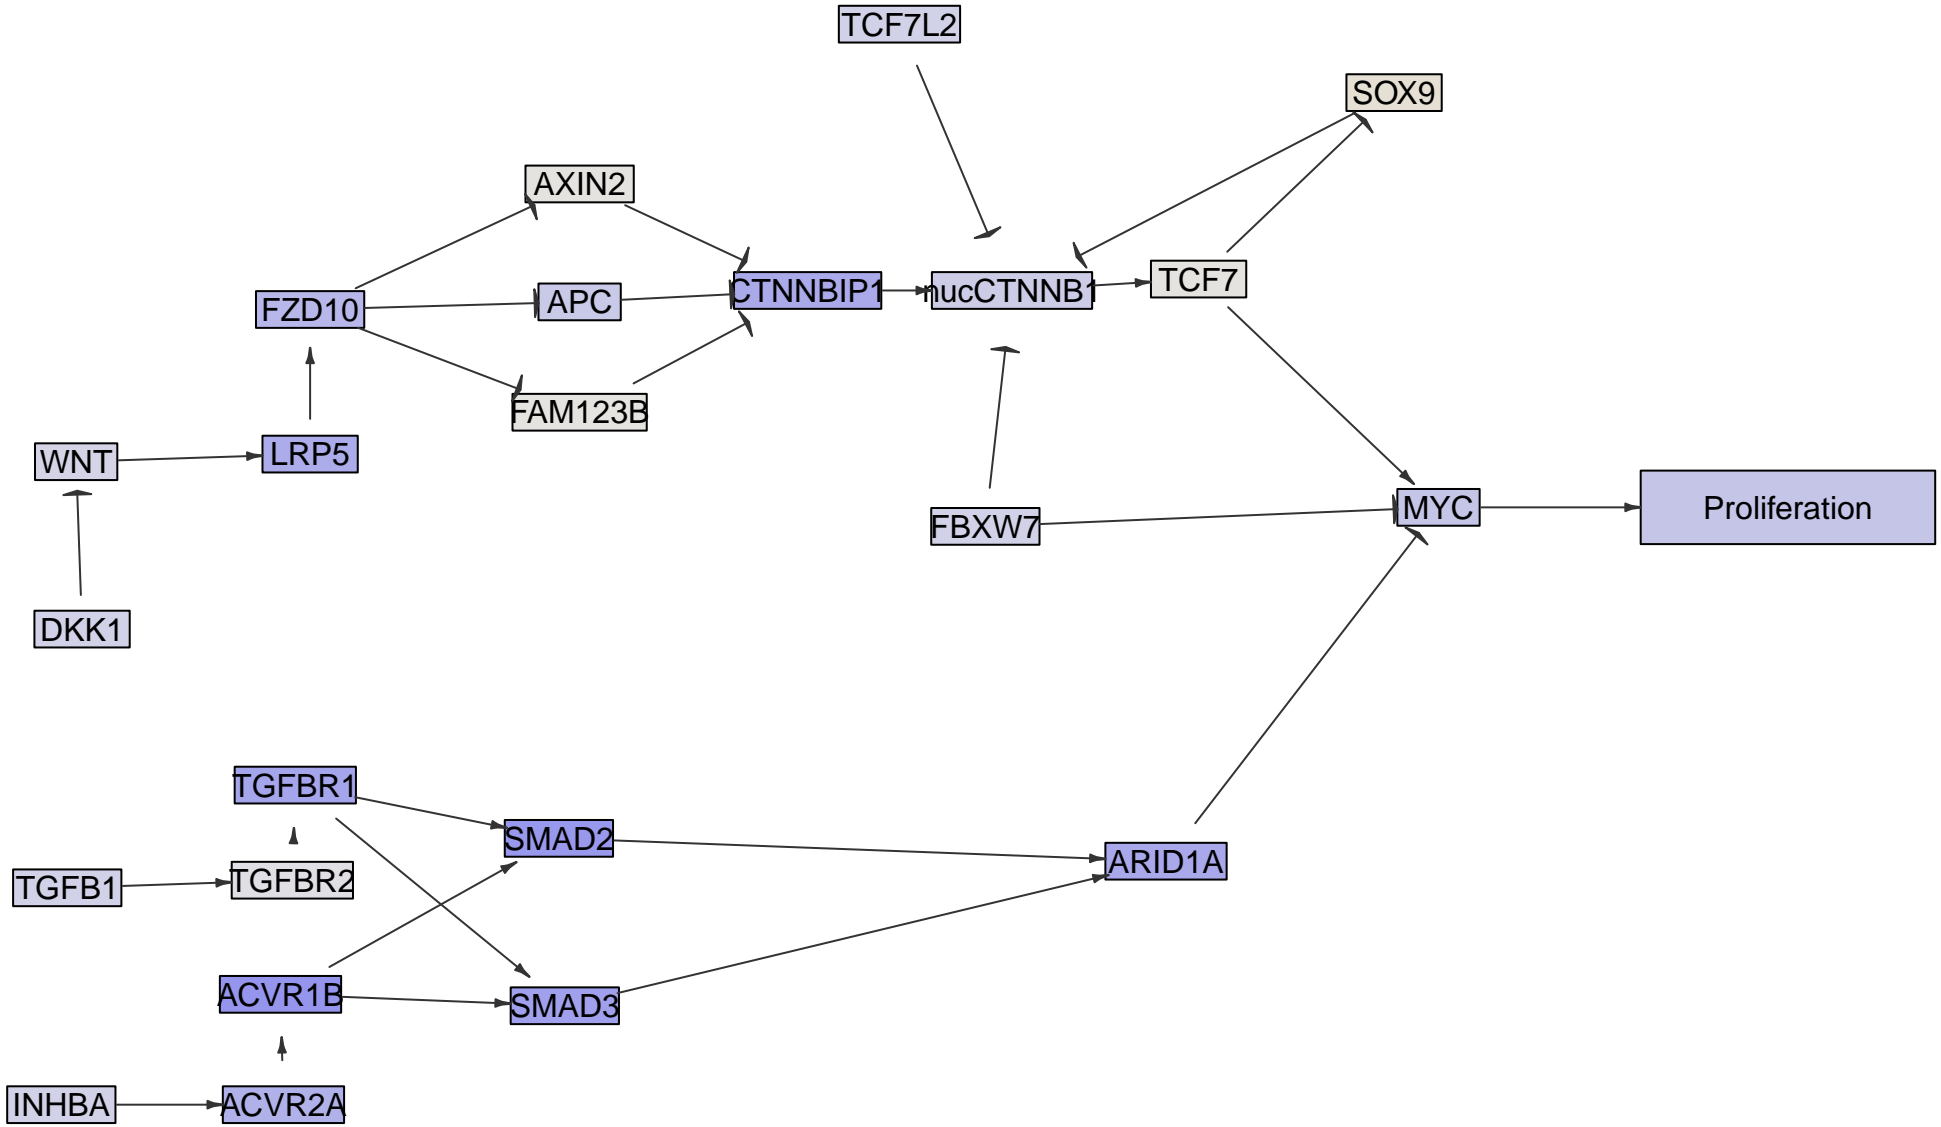 TCF7L2
SOX9
AXIN2
TCF7
CTNNBIP1
nucCTNNB1
APC
FZD10
FAM123B
LRP5
WNT
MYC
Proliferation
FBXW7
DKK1
TGFBR1
SMAD2
ARID1A
TGFBR2
TGFB1
ACVR1B
SMAD3
INHBA
ACVR2A